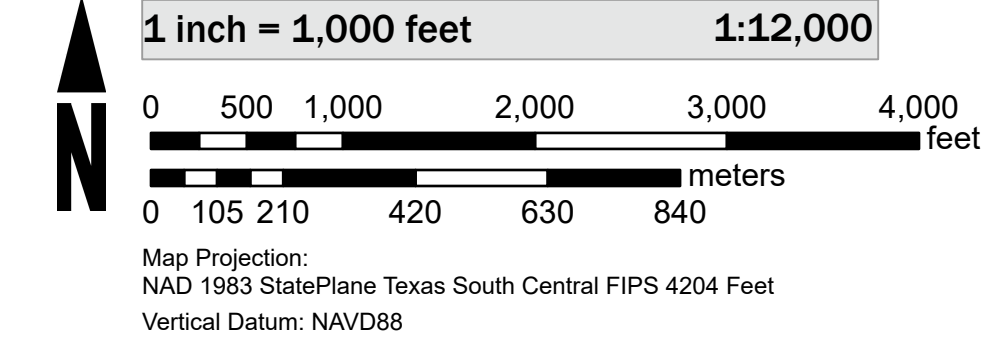 1 inch = 1,000 feet 1:12,000
0 500 1,000 2,000 3,000 4,000
feet
meters
0 105 210 420 630 840
N
Map Projection:
NAD 1983 StatePlane Texas South Central FIPS 4204 Feet
Vertical Datum: NAVD88